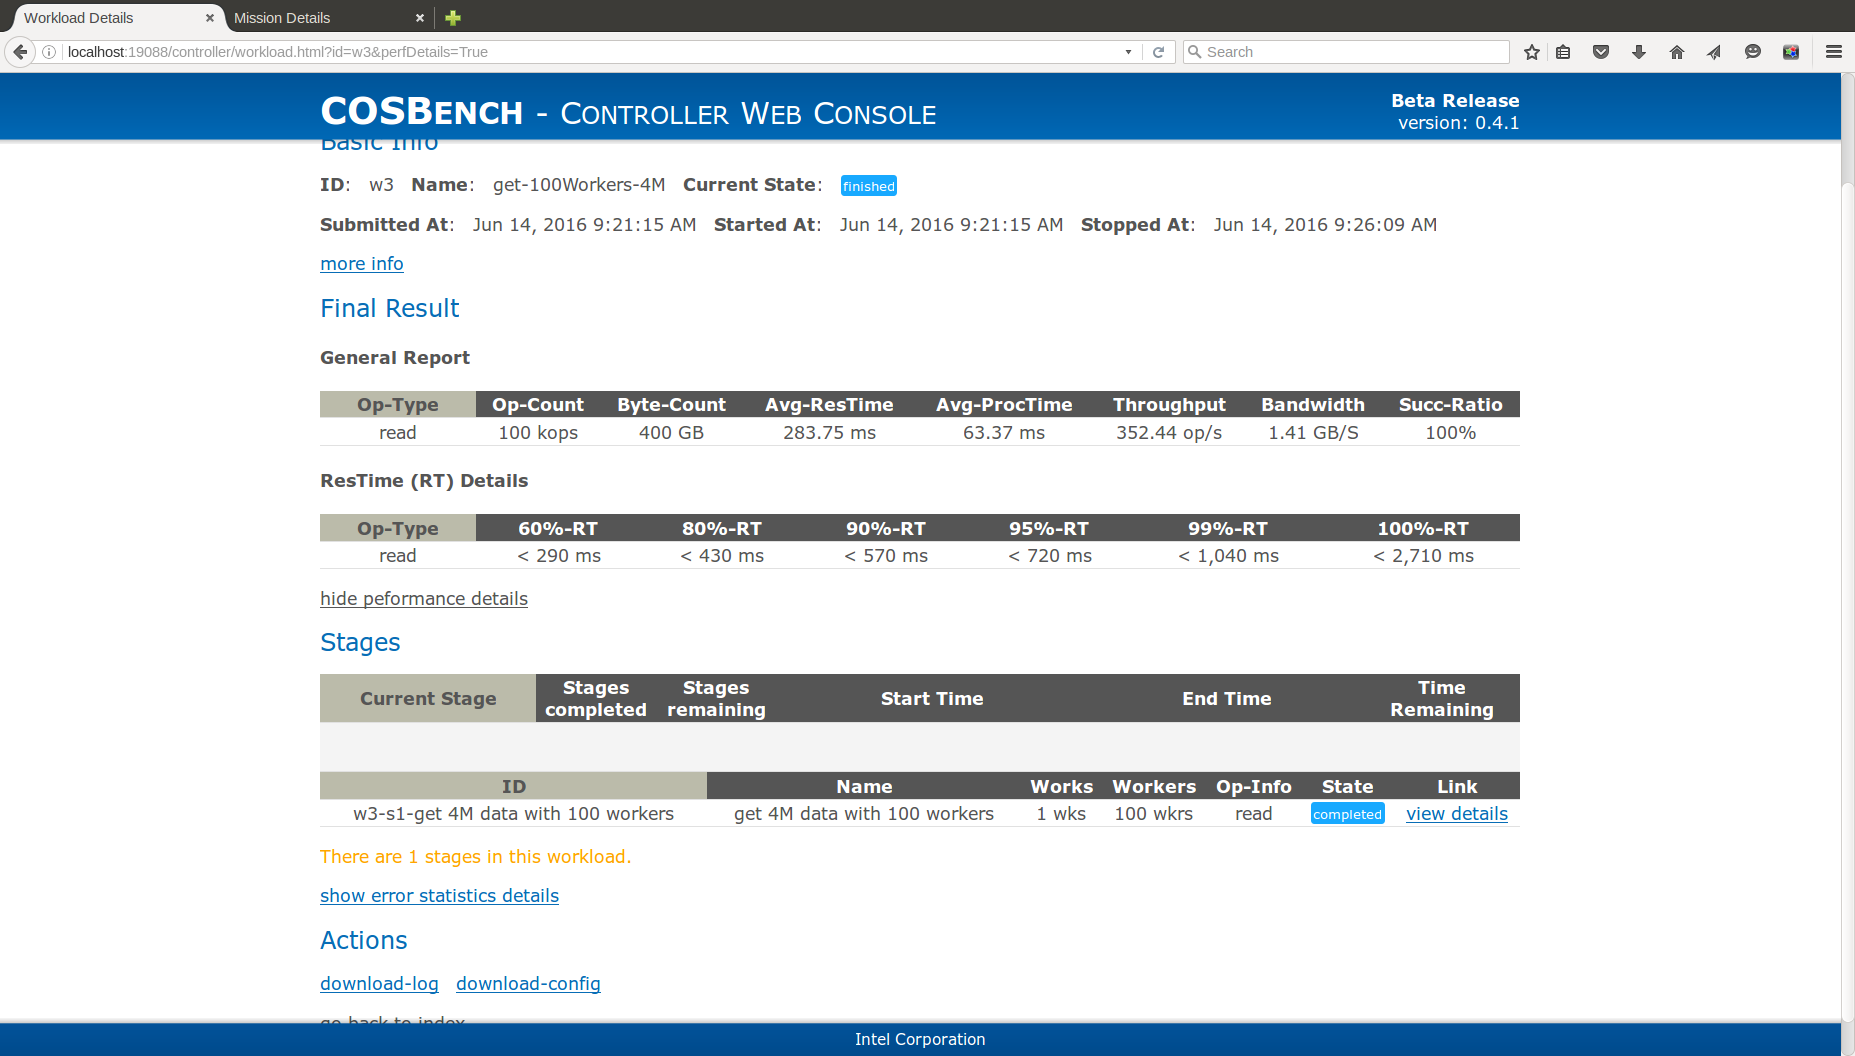 Workload Details
Mission Details
localhost:19088/controller/workload.html?id=w3&perfDetails=True
Search
COSBENCH - CONTROLLER WEB CONSOLE
Beta Release
version: 0.4.1
Basic Info
ID: w3 Name: get-100Workers-4M Current State: finished
Submitted At: Jun 14, 2016 9:21:15 AM Started At: Jun 14, 2016 9:21:15 AM Stopped At: Jun 14, 2016 9:26:09 AM
more info
Final Result
General Report
Op-Type Op-Count Byte-Count Avg-ResTime Avg-ProcTime Throughput Bandwidth Succ-Ratio
read 100 kops 400 GB 283.75 ms 63.37 ms 352.44 op/s 1.41 GB/S 100%
ResTime (RT) Details
Op-Type 60%-RT 80%-RT 90%-RT 95%-RT 99%-RT 100%-RT
read < 290 ms < 430 ms < 570 ms < 720 ms < 1,040 ms < 2,710 ms
hide peformance details
Stages
Current Stage Stages completed Stages remaining Start Time End Time Time Remaining
ID Name Works Workers Op-Info State Link
w3-s1-get 4M data with 100 workers get 4M data with 100 workers 1 wks 100 wkrs read completed view details
There are 1 stages in this workload.
show error statistics details
Actions
download-log download-config
go back to index
Intel Corporation